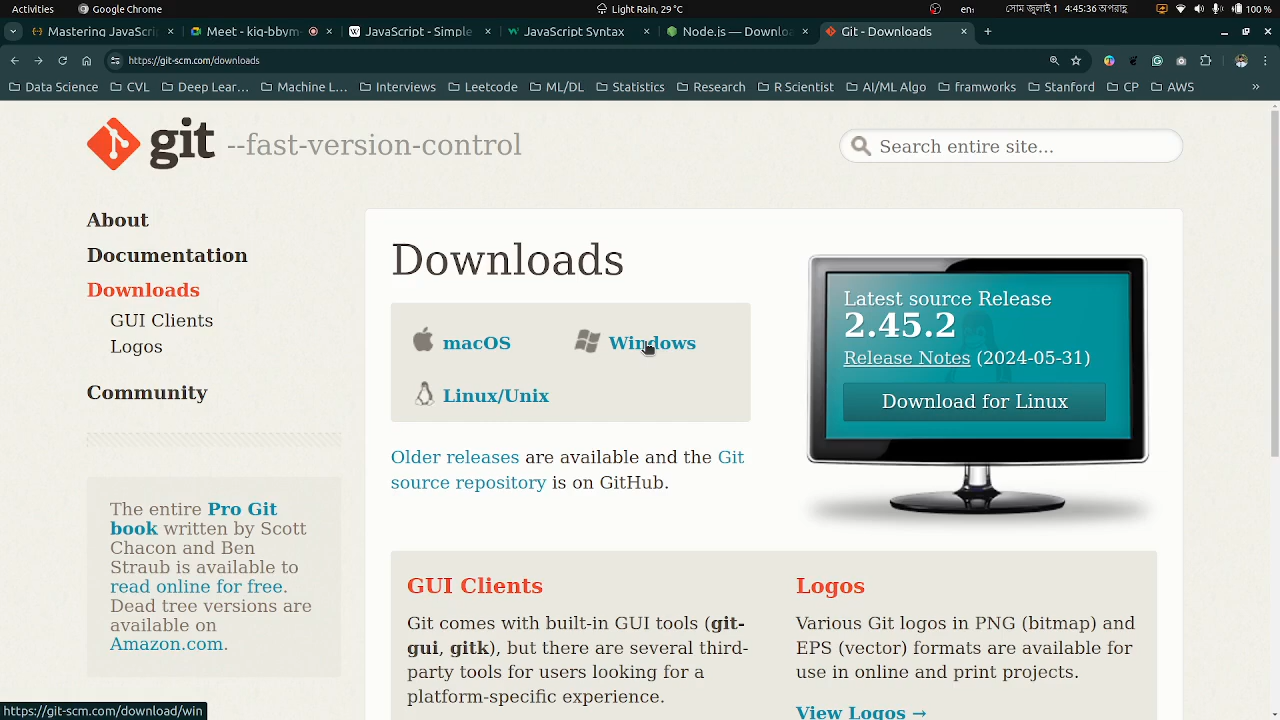 Activities
Google Chrome
Light Rain, 29°C
en
সোম জুলাই 1 4:45:36 অপরাহ্ণ
100 %
Mastering JavaScri
Meet - kig-bbym-
JavaScript - Simple
JavaScript Syntax
Node.js — Downloa
Git - Downloads
https://git-scm.com/downloads
Data Science
CVL
Deep Lear…
Machine L…
Interviews
Leetcode
ML/DL
Statistics
Research
R Scientist
AI/ML Algo
framworks
Stanford
CP
AWS
»
git --fast-version-control
Search entire site...
About
Documentation
Downloads
GUI Clients
Logos
Community
The entire Pro Git
book written by Scott
Chacon and Ben
Straub is available to
read online for free.
Dead tree versions are
available on
Amazon.com.
Downloads
macOS
Windows
Linux/Unix
Older releases are available and the Git
source repository is on GitHub.
Latest source Release
2.45.2
Release Notes (2024-05-31)
Download for Linux
GUI Clients
Git comes with built-in GUI tools (git-
gui, gitk), but there are several third-
party tools for users looking for a
platform-specific experience.
Logos
Various Git logos in PNG (bitmap) and
EPS (vector) formats are available for
use in online and print projects.
View Logos →
https://git-scm.com/download/win